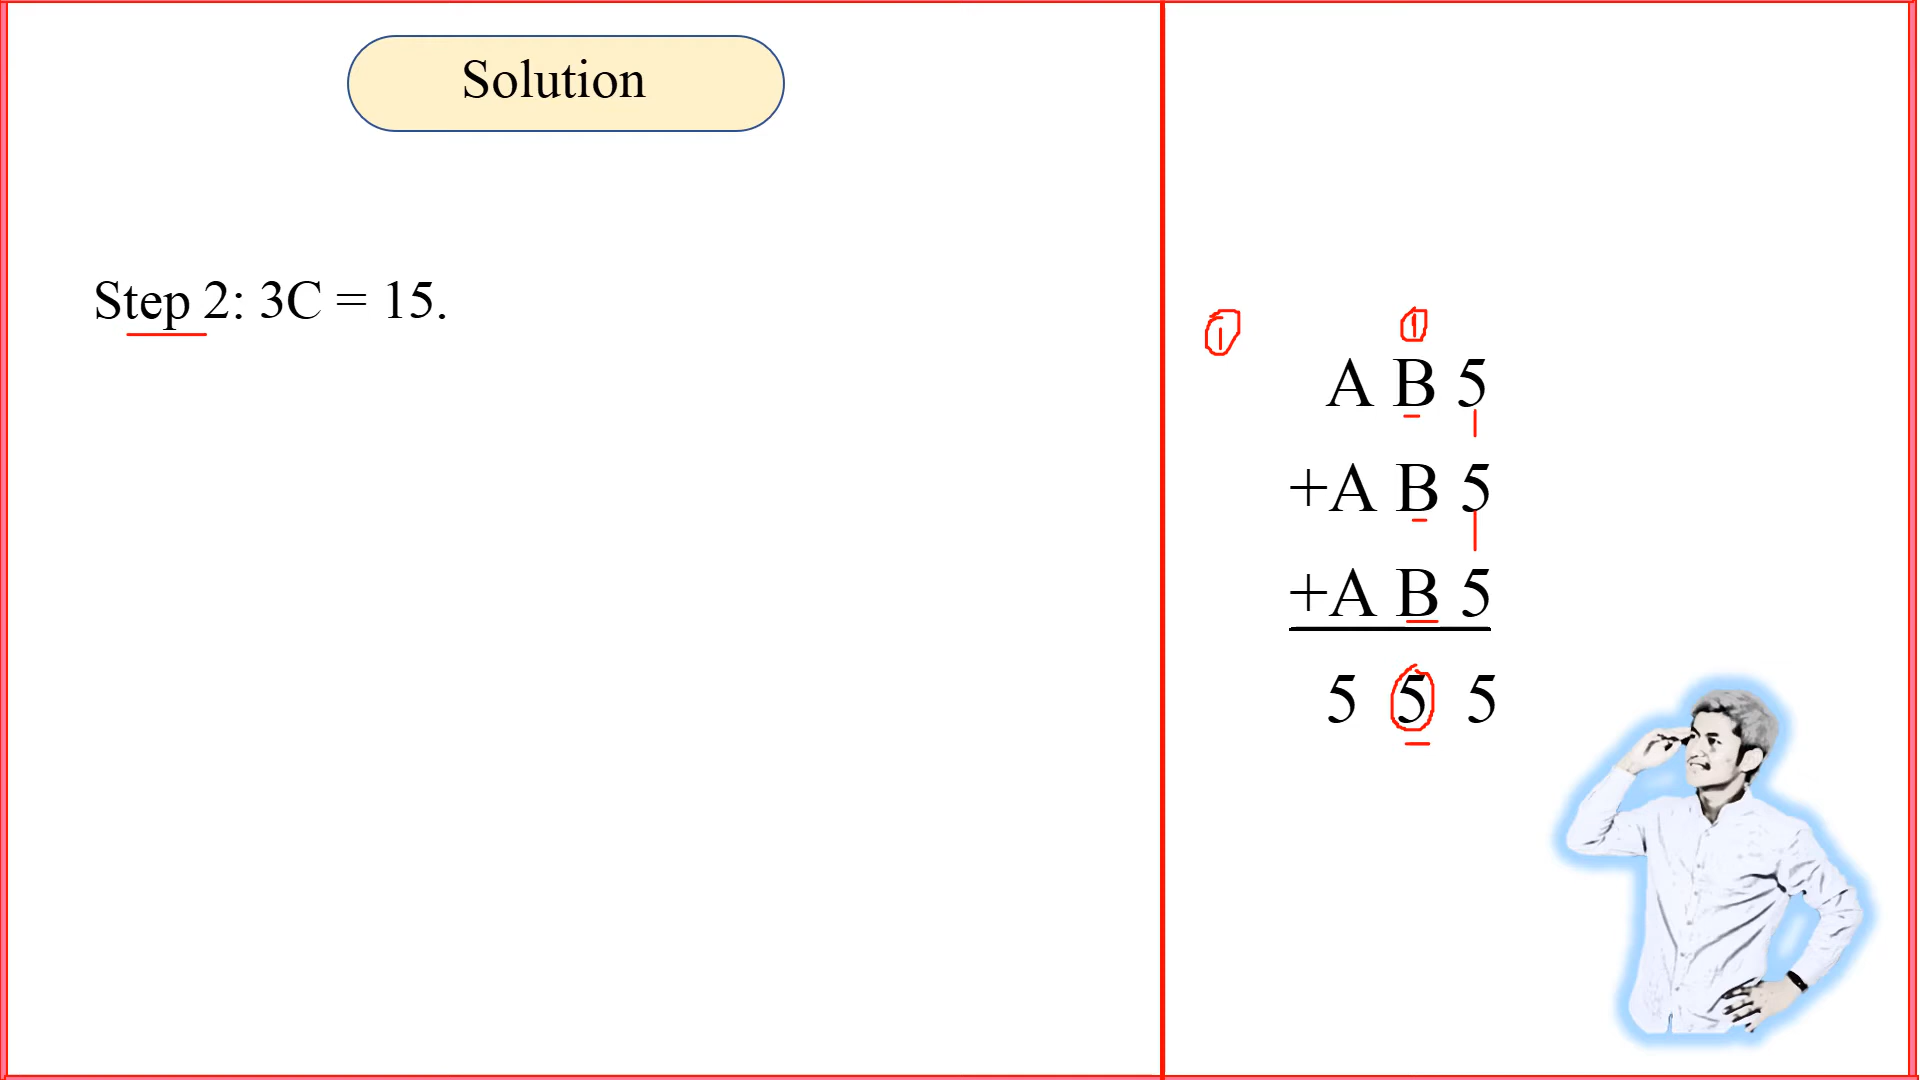 Solution
Step 2: 3C = 15.
1 1
A B 5
+A B 5
+A B 5
5 5 5